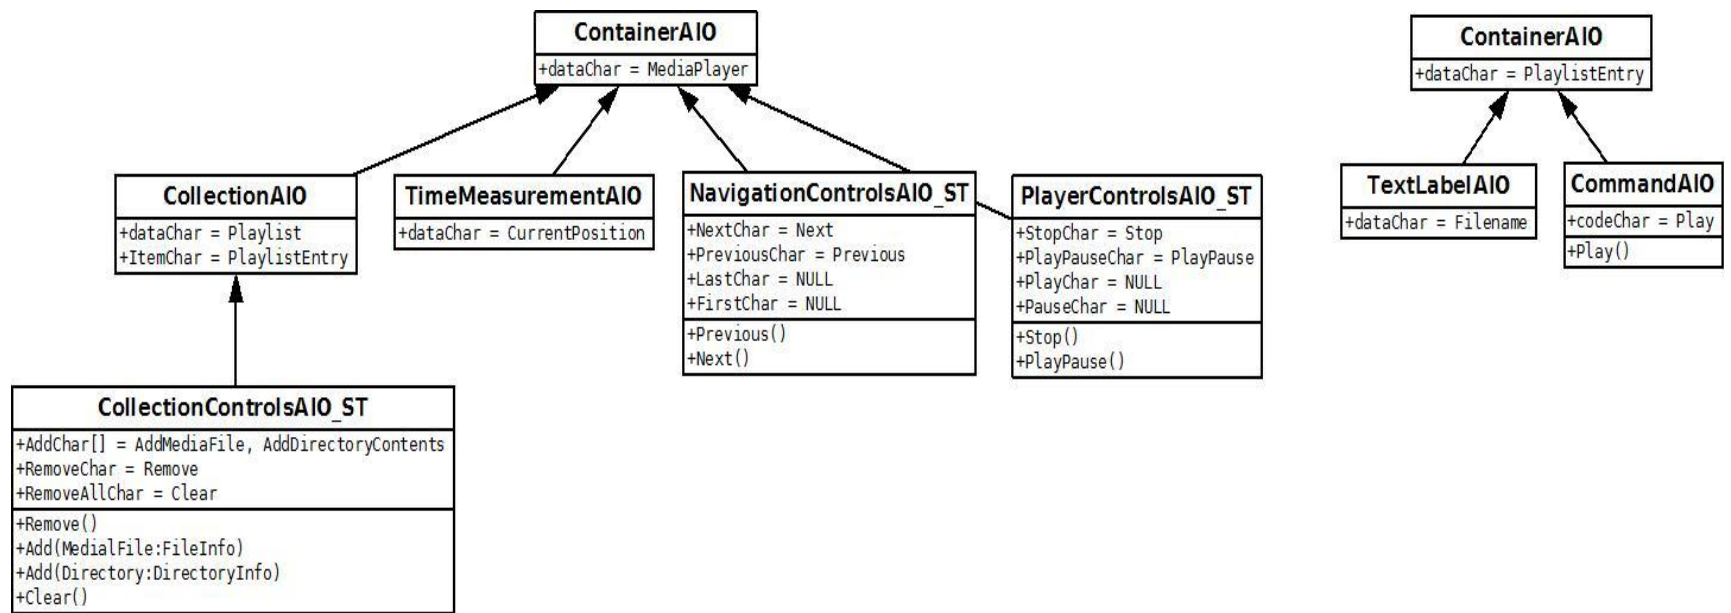 ContainerAIO
+dataChar = MediaPlayer
ContainerAIO
+dataChar = PlaylistEntry
CollectionAIO
+dataChar = Playlist
+ItemChar = PlaylistEntry
TimeMeasurementAIO
+dataChar = CurrentPosition
NavigationControlsAIO_ST
+NextChar = Next
+PreviousChar = Previous
+LastChar = NULL
+FirstChar = NULL
+Previous()
+Next()
PlayerControlsAIO_ST
+StopChar = Stop
+PlayPauseChar = PlayPause
+PlayChar = NULL
+PauseChar = NULL
+Stop()
+PlayPause()
TextLabelAIO
+dataChar = Filename
CommandAIO
+codeChar = Play
+Play()
CollectionControlsAIO_ST
+AddChar[] = AddMediaFile, AddDirectoryContents
+RemoveChar = Remove
+RemoveAllChar = Clear
+Remove()
+Add(MedialFile:FileInfo)
+Add(Directory:DirectoryInfo)
+Clear()